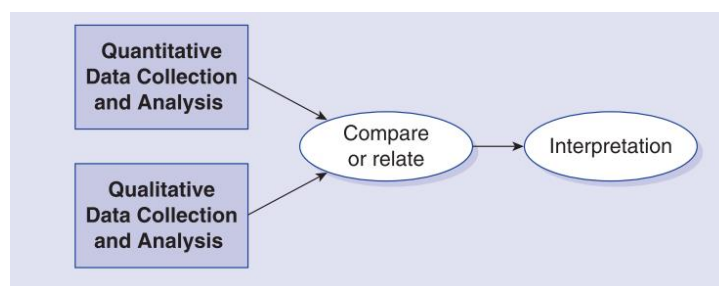 Quantitative
Data Collection
and Analysis
Qualitative
Data Collection
and Analysis
Compare
or relate
Interpretation